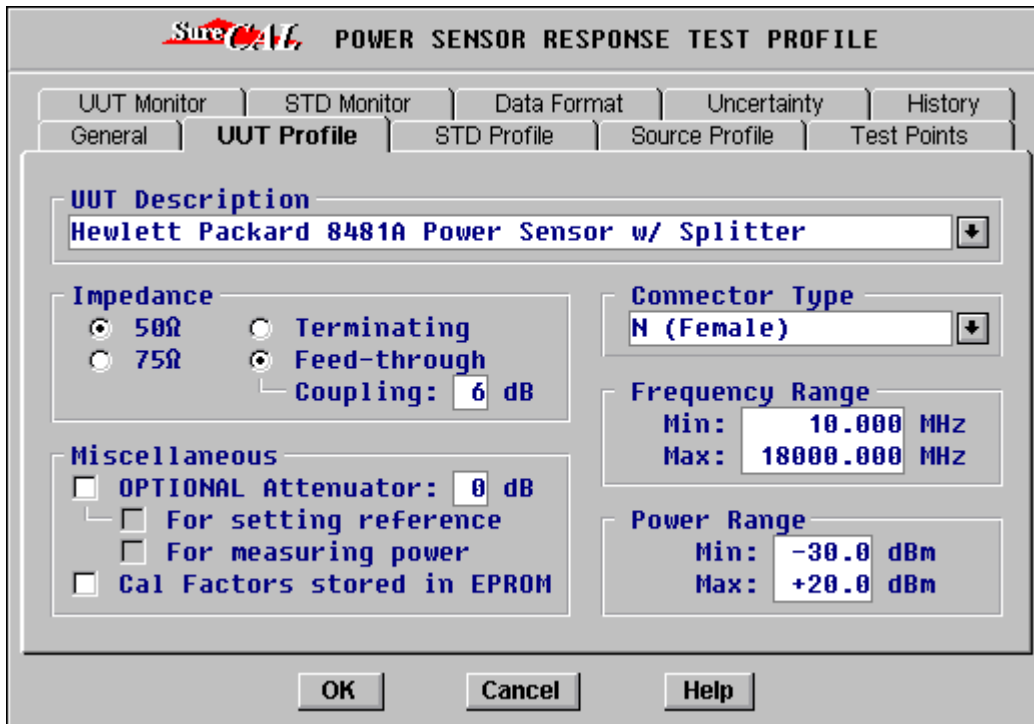 SureCAL POWER SENSOR RESPONSE TEST PROFILE
UUT Monitor STD Monitor Data Format Uncertainty History
General UUT Profile STD Profile Source Profile Test Points
UUT Description
Hewlett Packard 8481A Power Sensor w/ Splitter
Impedance
50Ω Terminating
75Ω Feed-through
Coupling: 6 dB
Connector Type
N (Female)
Frequency Range
Min: 10.000 MHz
Max: 18000.000 MHz
Miscellaneous
OPTIONAL Attenuator: 0 dB
For setting reference
For measuring power
Cal Factors stored in EPROM
Power Range
Min: -30.0 dBm
Max: +20.0 dBm
OK Cancel Help